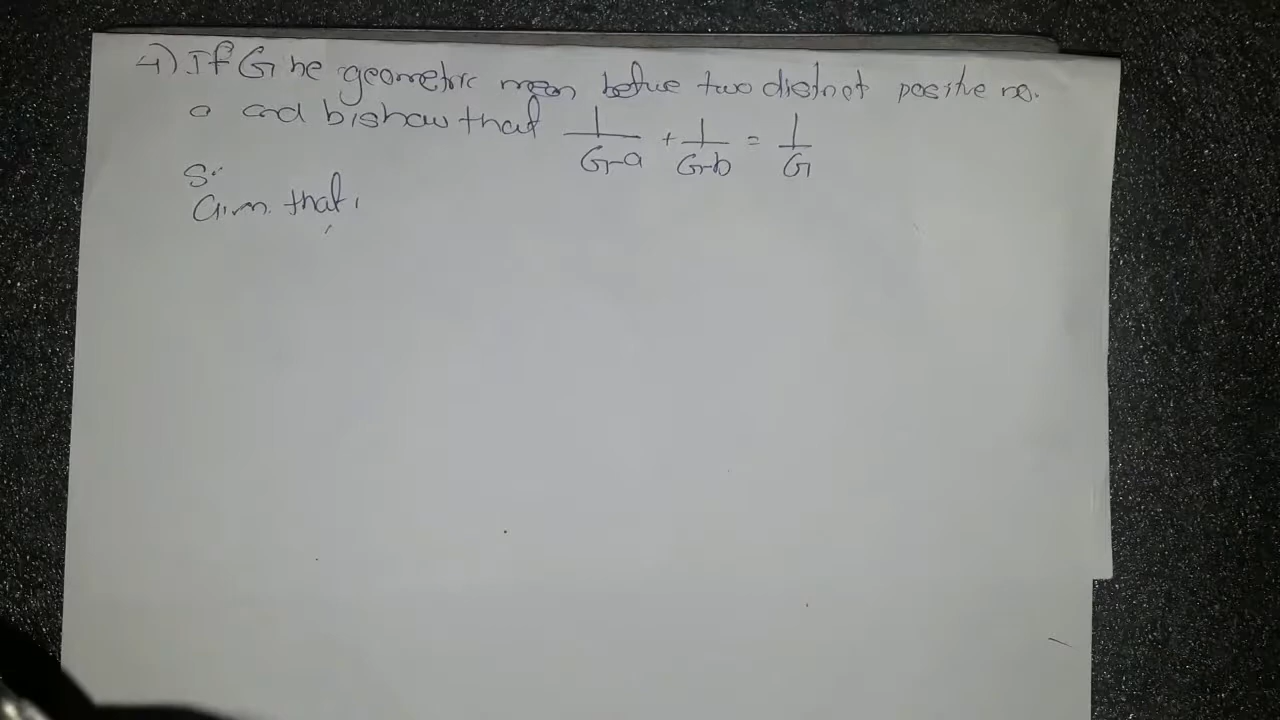 4) If G be geometric mean betwe two distnct positive no.
a and b, show that 1/G-a + 1/G-b = 1/G
S:.
Given that,